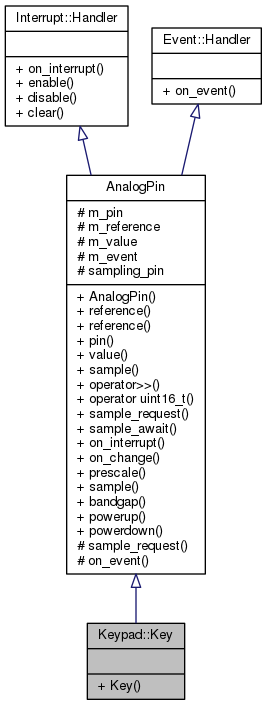 Interrupt::Handler
+ on_interrupt()
+ enable()
+ disable()
+ clear()
Event::Handler
+ on_event()
AnalogPin
# m_pin
# m_reference
# m_value
# m_event
# sampling_pin
+ AnalogPin()
+ reference()
+ reference()
+ pin()
+ value()
+ sample()
+ operator>>()
+ operator uint16_t()
+ sample_request()
+ sample_await()
+ on_interrupt()
+ on_change()
+ prescale()
+ sample()
+ bandgap()
+ powerup()
+ powerdown()
# sample_request()
# on_event()
Keypad::Key
+ Key()